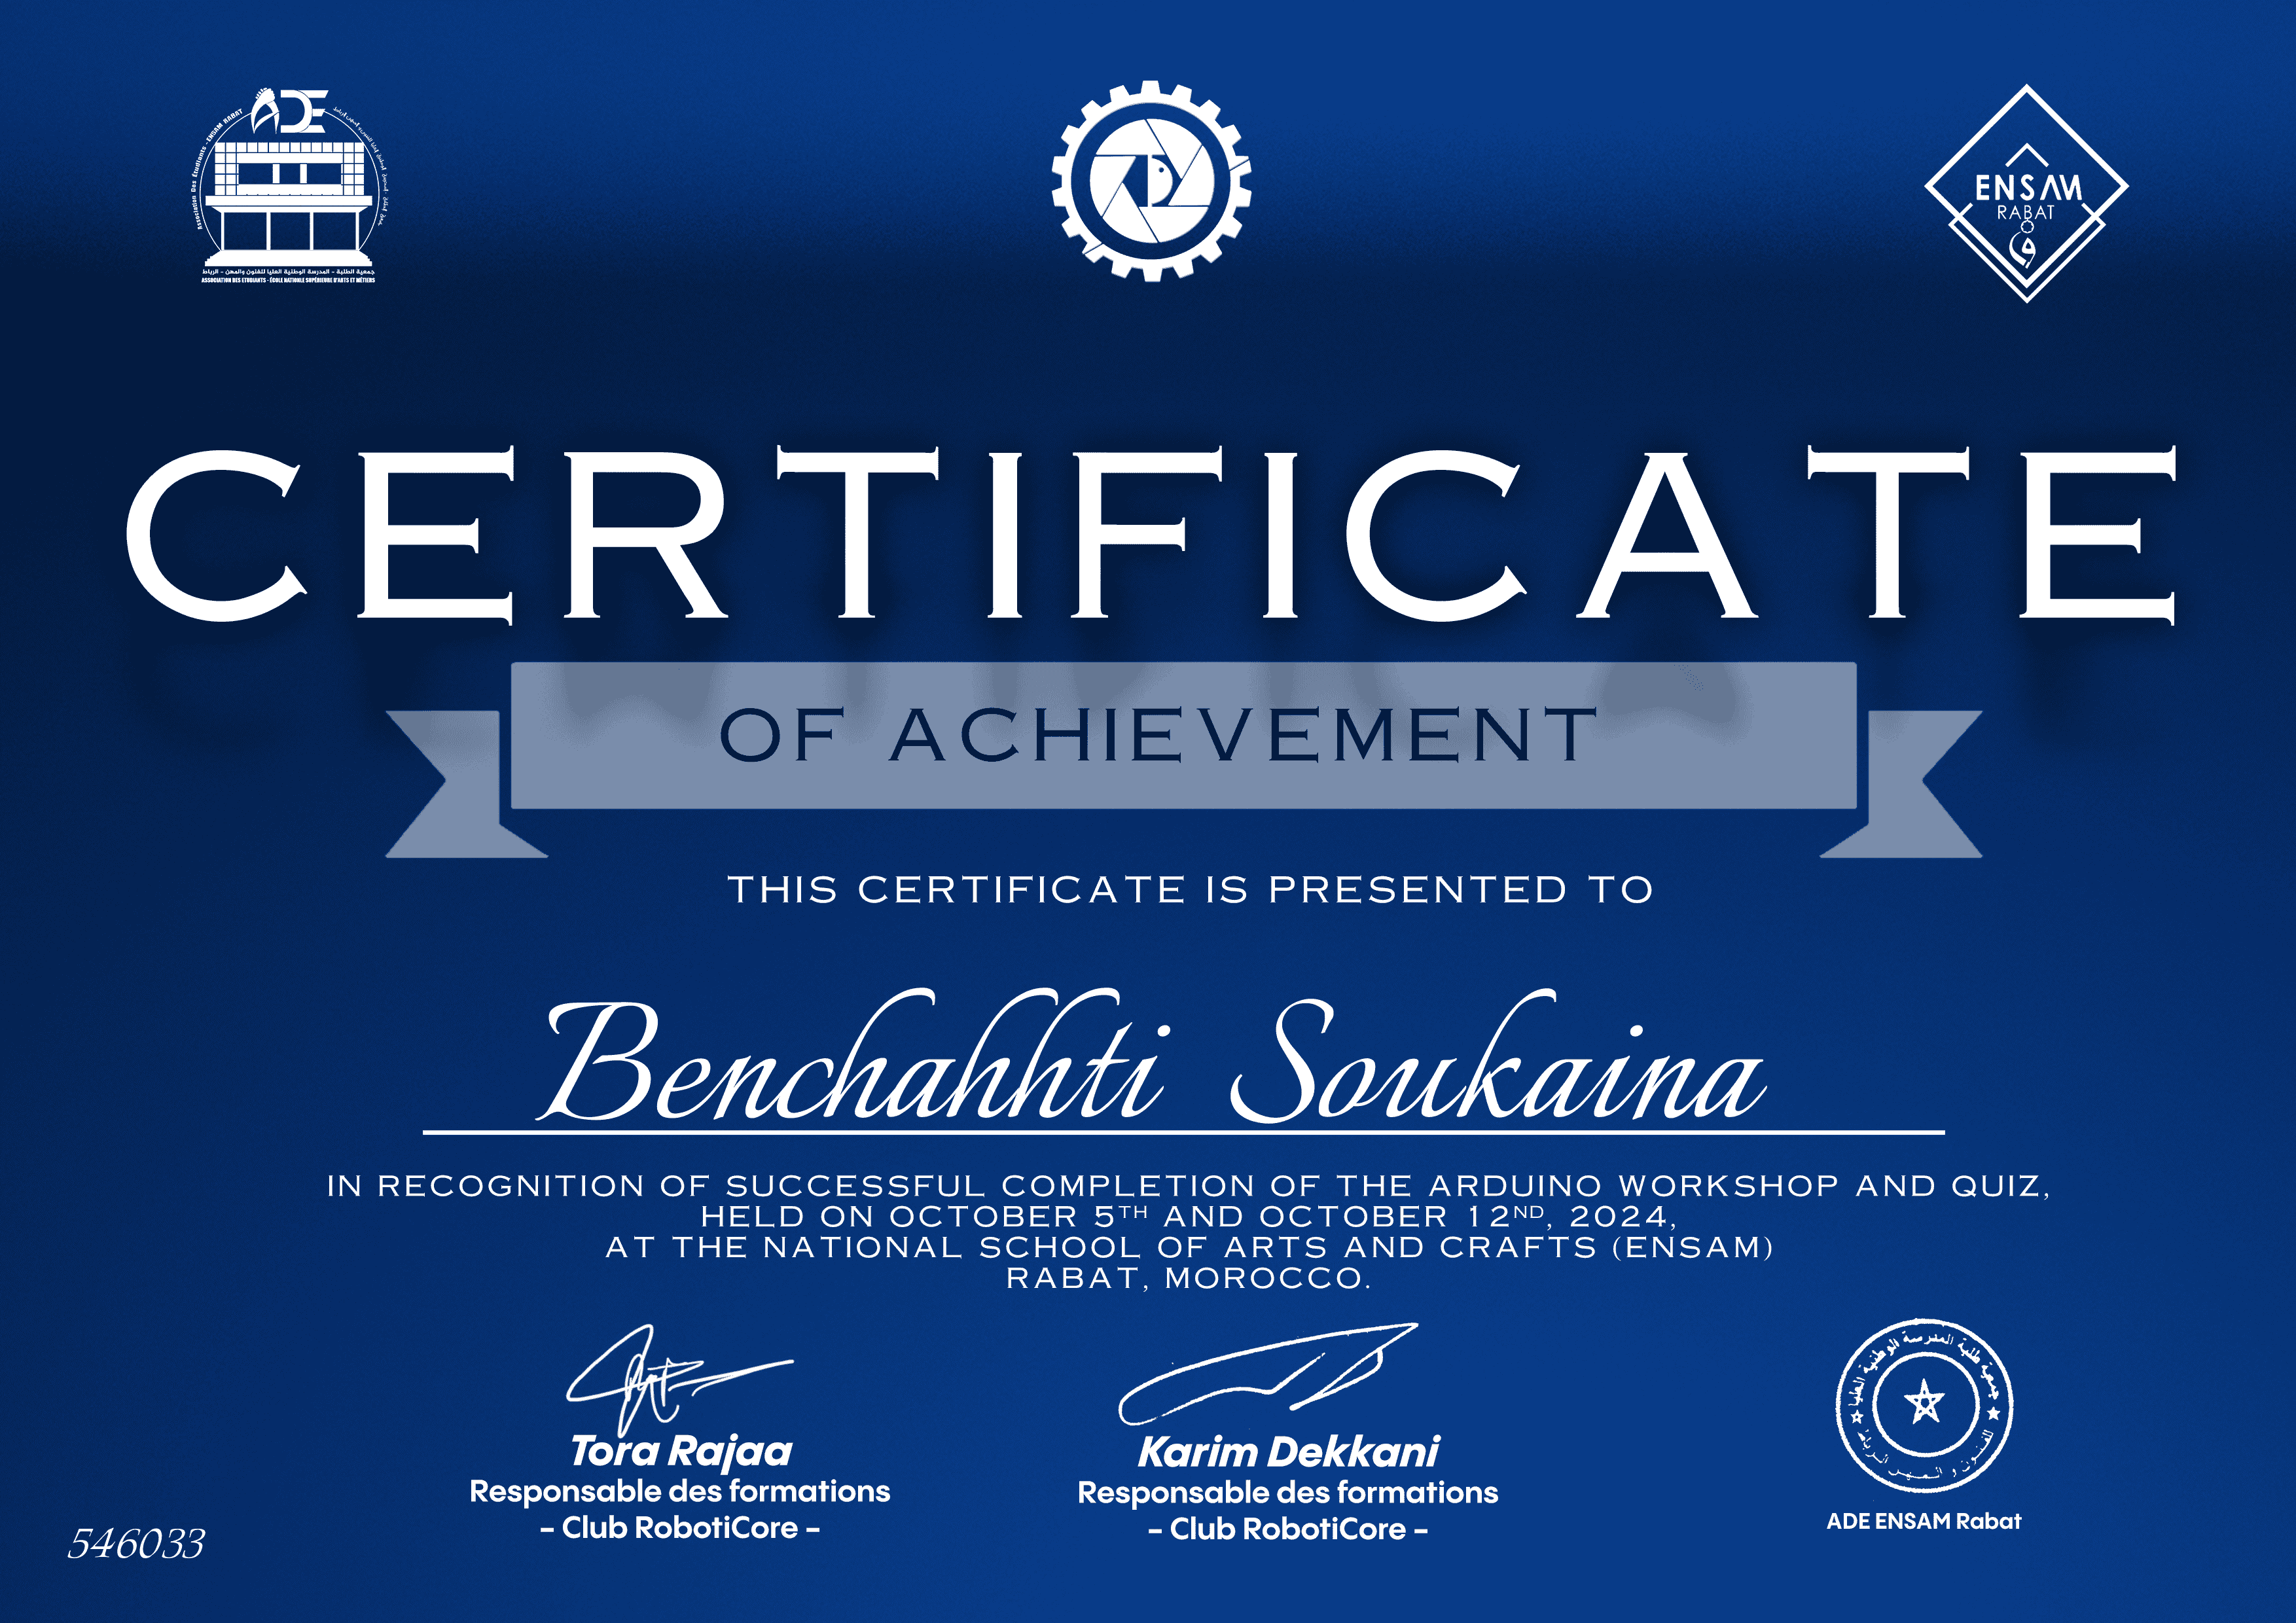 ADE
Association Des Etudiants - ENSAM RABAT
جمعية الطلبة - المدرسة الوطنية العليا للفنون والمهن - الرباط
ASSOCIATION DES ETUDIANTS - ÉCOLE NATIONALE SUPÉRIEURE D'ARTS ET MÉTIERS
ENSAM
RABAT
CERTIFICATE
OF ACHIEVEMENT
THIS CERTIFICATE IS PRESENTED TO
Benchahhti Soukaina
IN RECOGNITION OF SUCCESSFUL COMPLETION OF THE ARDUINO WORKSHOP AND QUIZ,
HELD ON OCTOBER 5TH AND OCTOBER 12ND, 2024,
AT THE NATIONAL SCHOOL OF ARTS AND CRAFTS (ENSAM)
RABAT, MOROCCO.
Tora Rajaa
Responsable des formations
- Club RobotiCore -
Karim Dekkani
Responsable des formations
- Club RobotiCore -
جمعية طلبة المدرسة الوطنية العليا
للفنون و المهن الرباط
ADE ENSAM Rabat
546033